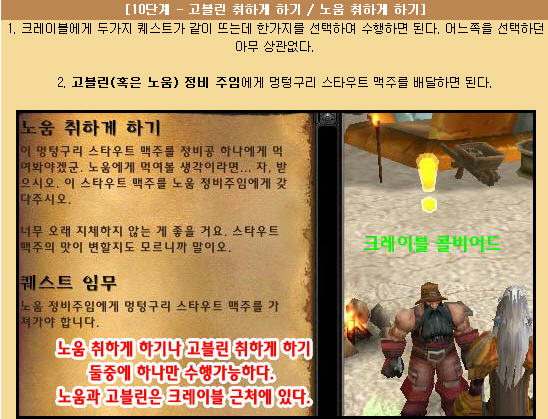 [10단계 - 고블린 취하게 하기 / 노움 취하게 하기]
1. 크레이블에게 두가지 퀘스트가 같이 뜨는데 한가지를 선택하여 수행하면 된다. 어느쪽을 선택하던
아무 상관없다.
2. 고블린(혹은 노움) 정비 주임에게 멍텅구리 스타우트 맥주를 배달하면 된다.
노움 취하게 하기
이 멍텅구리 스타우트 맥주를 정비공 하나에게 먹
여봐야겠군. 노움에게 먹여볼 생각이라면... 자, 받
으시오. 이 스타우트 맥주를 노움 정비주임에게 갖
다주시오.
너무 오래 지체하지 않는 게 좋을 거요. 스타우트
맥주의 맛이 변할지도 모르니까 말이오.
퀘스트 임무
노움 정비주임에게 멍텅구리 스타우트 맥주를 가
져가야 합니다.
노움 취하게 하기나 고블린 취하게 하기
둘중에 하나만 수행가능하다.
노움과 고블린은 크레이블 근처에 있다.
크레이블 콜비어드